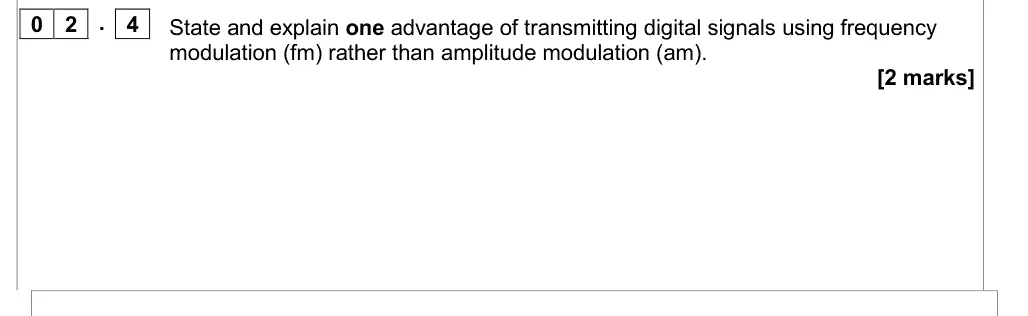 0 2 . 4 State and explain one advantage of transmitting digital signals using frequency
modulation (fm) rather than amplitude modulation (am).
[2 marks]